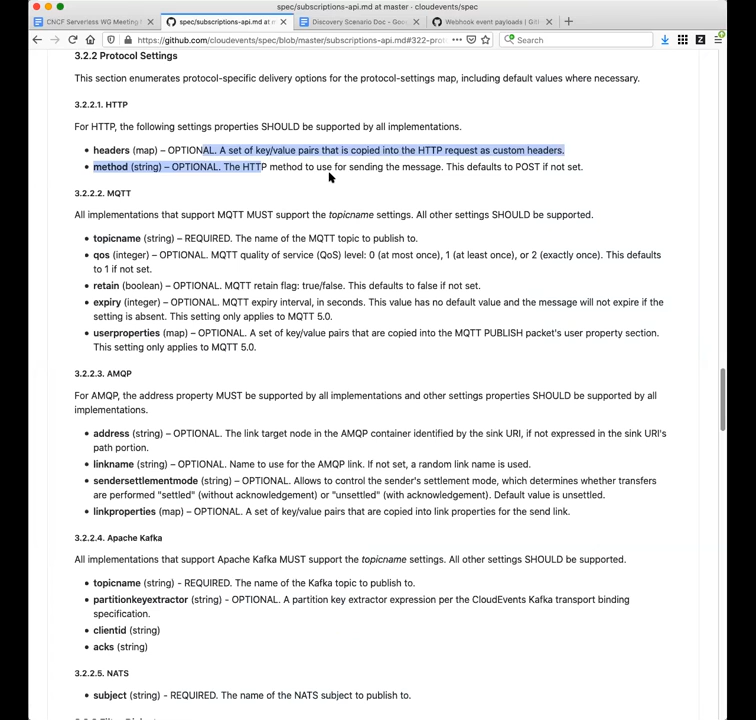 spec/subscriptions-api.md at master · cloudevents/spec
CNCF Serverless WG Meeting
spec/subscriptions-api.md at m
Discovery Scenario Doc - Goo
Webhook event payloads | Git
https://github.com/cloudevents/spec/blob/master/subscriptions-api.md#322-prot
Search
3.2.2 Protocol Settings
This section enumerates protocol-specific delivery options for the protocol-settings map, including default values where necessary.
3.2.2.1. HTTP
For HTTP, the following settings properties SHOULD be supported by all implementations.
• headers (map) – OPTIONAL. A set of key/value pairs that is copied into the HTTP request as custom headers.
• method (string) – OPTIONAL. The HTTP method to use for sending the message. This defaults to POST if not set.
3.2.2.2. MQTT
All implementations that support MQTT MUST support the topicname settings. All other settings SHOULD be supported.
• topicname (string) – REQUIRED. The name of the MQTT topic to publish to.
• qos (integer) – OPTIONAL. MQTT quality of service (QoS) level: 0 (at most once), 1 (at least once), or 2 (exactly once). This defaults
to 1 if not set.
• retain (boolean) – OPTIONAL. MQTT retain flag: true/false. This defaults to false if not set.
• expiry (integer) – OPTIONAL. MQTT expiry interval, in seconds. This value has no default value and the message will not expire if the
setting is absent. This setting only applies to MQTT 5.0.
• userproperties (map) – OPTIONAL. A set of key/value pairs that are copied into the MQTT PUBLISH packet's user property section.
This setting only applies to MQTT 5.0.
3.2.2.3. AMQP
For AMQP, the address property MUST be supported by all implementations and other settings properties SHOULD be supported by all
implementations.
• address (string) – OPTIONAL. The link target node in the AMQP container identified by the sink URI, if not expressed in the sink URI's
path portion.
• linkname (string) – OPTIONAL. Name to use for the AMQP link. If not set, a random link name is used.
• sendersettlementmode (string) – OPTIONAL. Allows to control the sender's settlement mode, which determines whether transfers
are performed "settled" (without acknowledgement) or "unsettled" (with acknowledgement). Default value is unsettled.
• linkproperties (map) – OPTIONAL. A set of key/value pairs that are copied into link properties for the send link.
3.2.2.4. Apache Kafka
All implementations that support Apache Kafka MUST support the topicname settings. All other settings SHOULD be supported.
• topicname (string) - REQUIRED. The name of the Kafka topic to publish to.
• partitionkeyextractor (string) - OPTIONAL. A partition key extractor expression per the CloudEvents Kafka transport binding
specification.
• clientid (string)
• acks (string)
3.2.2.5. NATS
• subject (string) - REQUIRED. The name of the NATS subject to publish to.